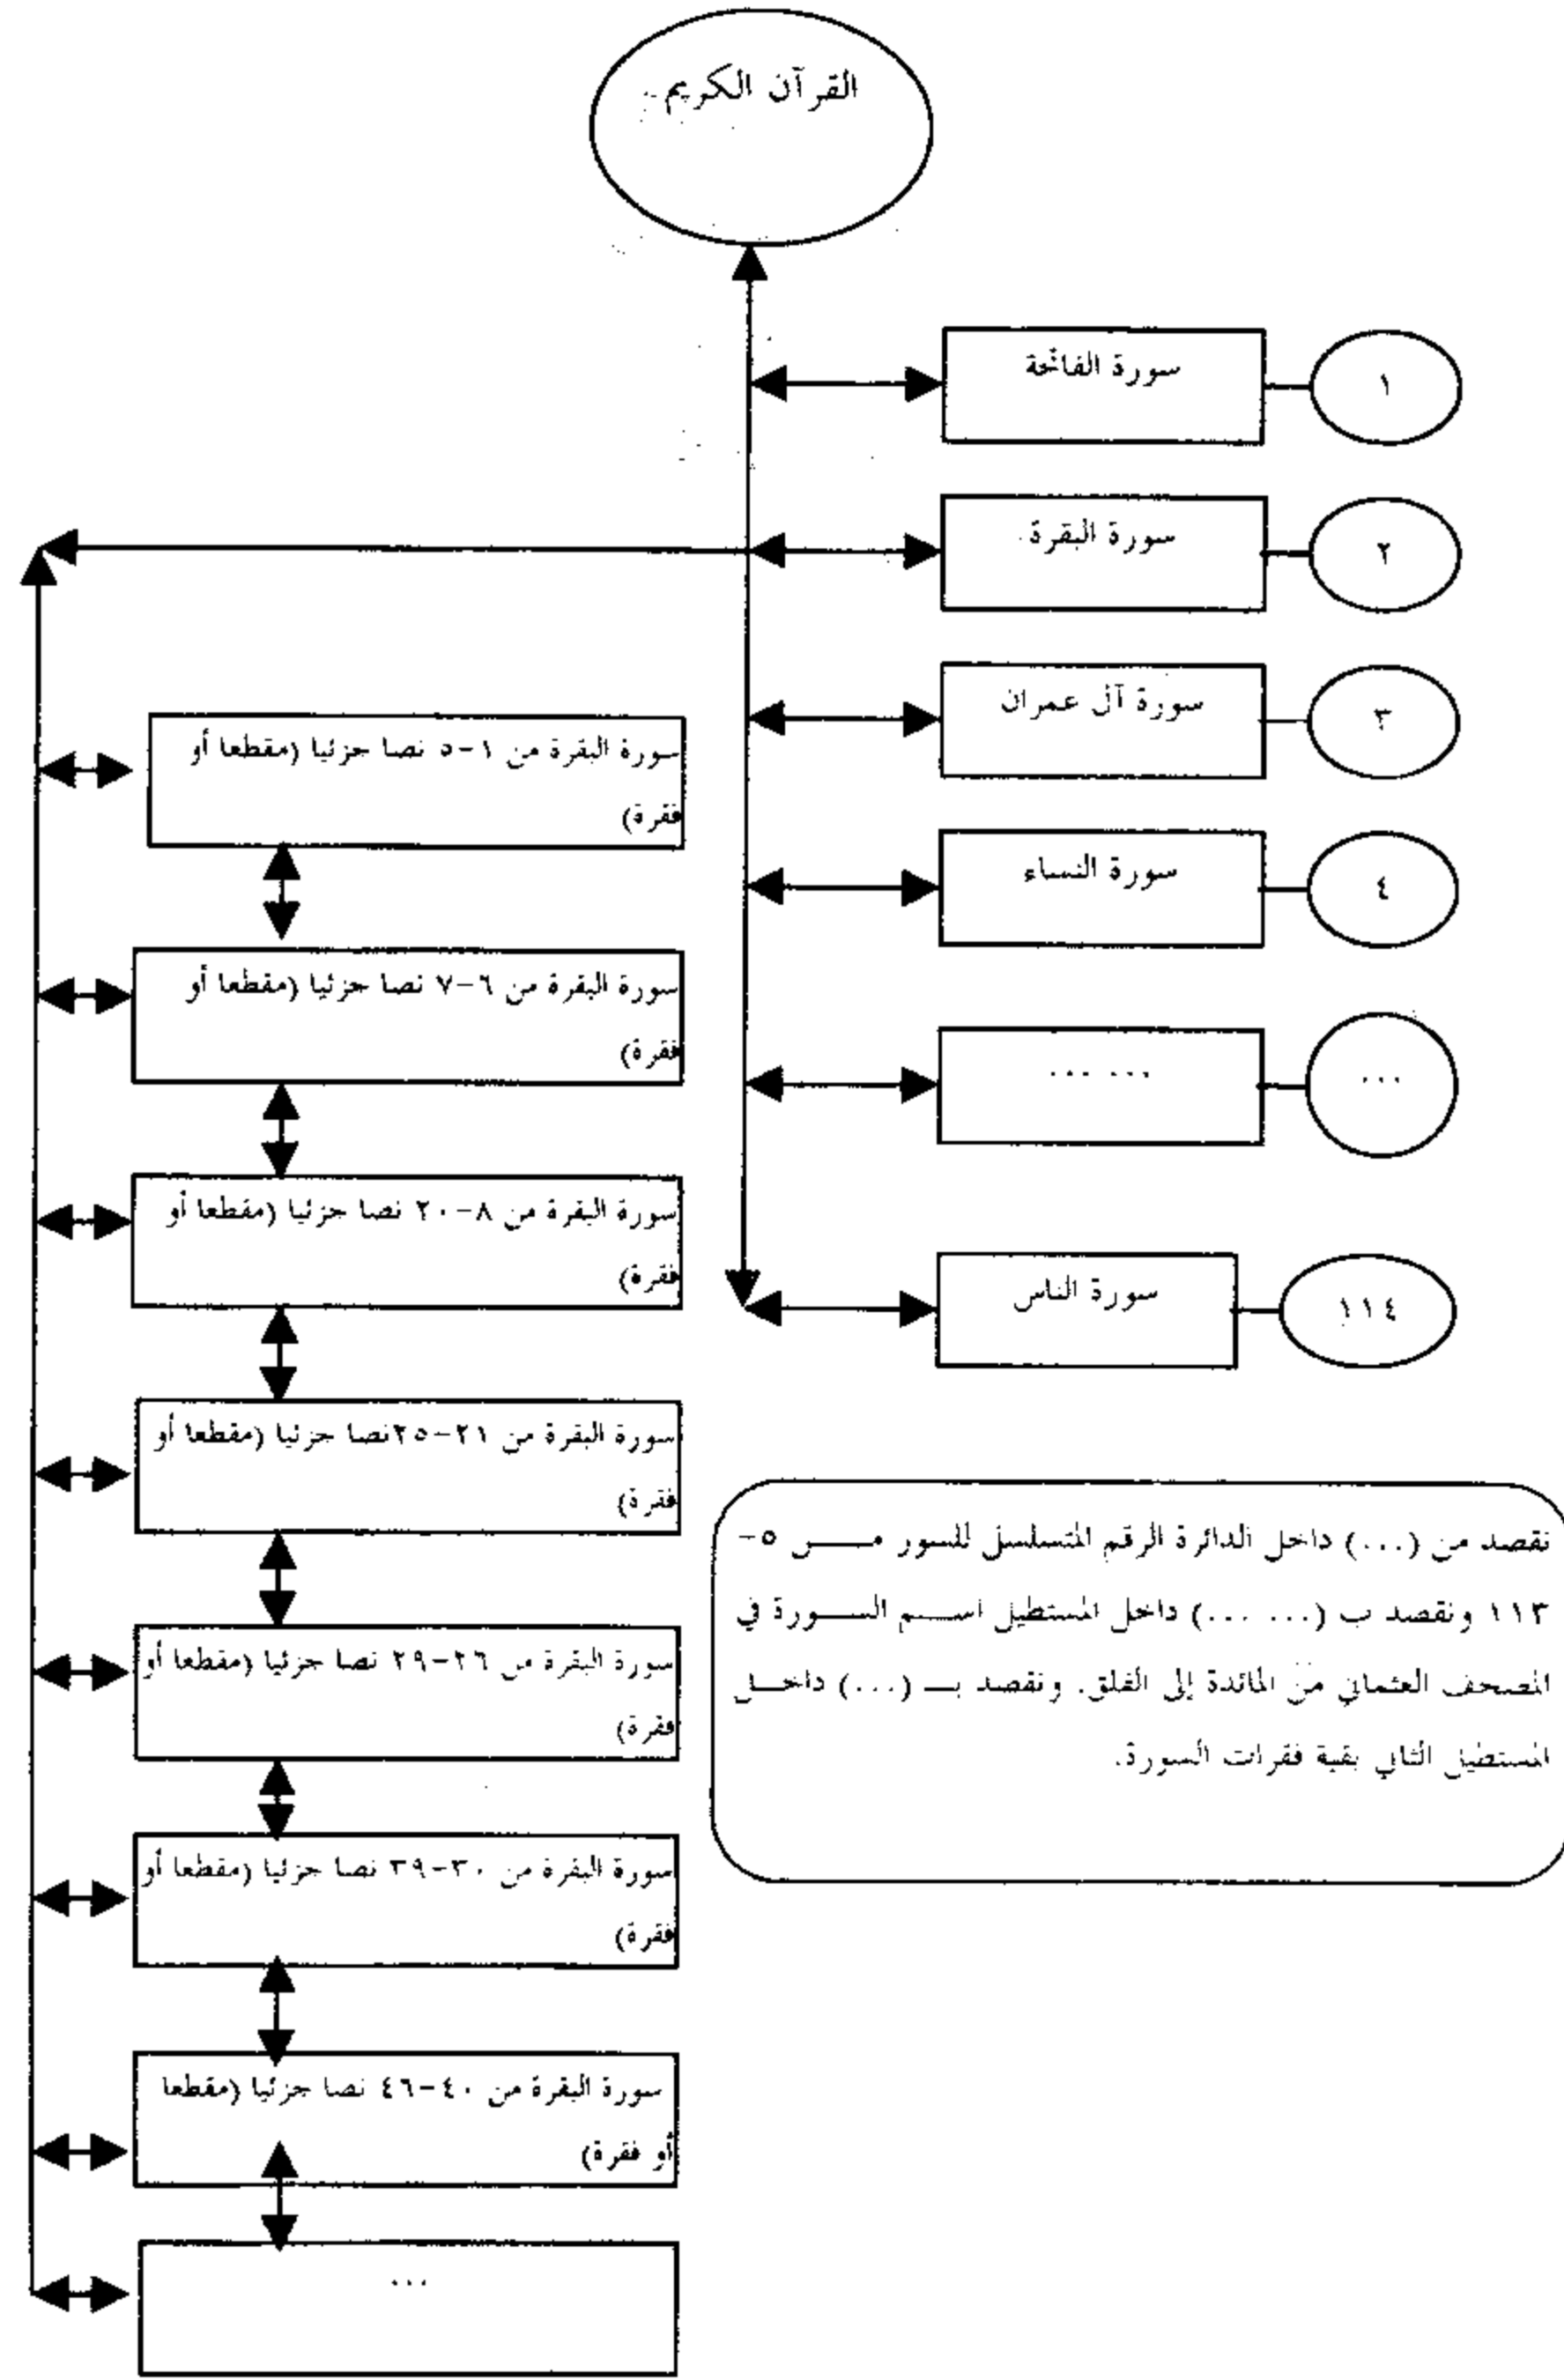 القرآن الكريم
سورة الفاتحة
١
سورة البقرة
٢
سورة آل عمران
٣
سورة النساء
٤
... ...
...
سورة الناس
١١٤
سورة البقرة من ١-٥ نصا جزئيا (مقطعا أو
فقرة)
سورة البقرة من ٦-٧ نصا جزئيا (مقطعا أو
فقرة)
سورة البقرة من ٨-٢٠ نصا جزئيا (مقطعا أو
فقرة)
سورة البقرة من ٢١-٢٥نصا جزئيا (مقطعا أو
فقرة)
سورة البقرة من ٢٦-٢٩ نصا جزئيا (مقطعا أو
فقرة)
سورة البقرة من ٣٠-٣٩ نصا جزئيا (مقطعا أو
فقرة)
سورة البقرة من ٤٠-٤٦ نصا جزئيا (مقطعا
أو فقرة)
...
نقصد من (...) داخل الدائرة الرقم المتسلسل للسور مـــن ٥-
١١٣ ونقصد ب (... ...) داخل المستطيل اســـم الســـورة في
المصحف العثماني من المائدة إلى الفلق. ونقصد بـــ (...) داخـــل
المستطيل الثاني بقية فقرات السورة.